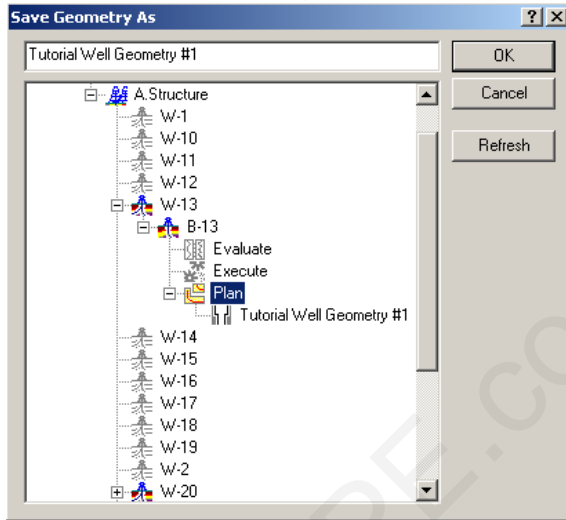 Save Geometry As
Tutorial Well Geometry #1
OK
Cancel
Refresh
A.Structure
W-1
W-10
W-11
W-12
W-13
B-13
Evaluate
Execute
Plan
Tutorial Well Geometry #1
W-14
W-15
W-16
W-17
W-18
W-19
W-2
W-20